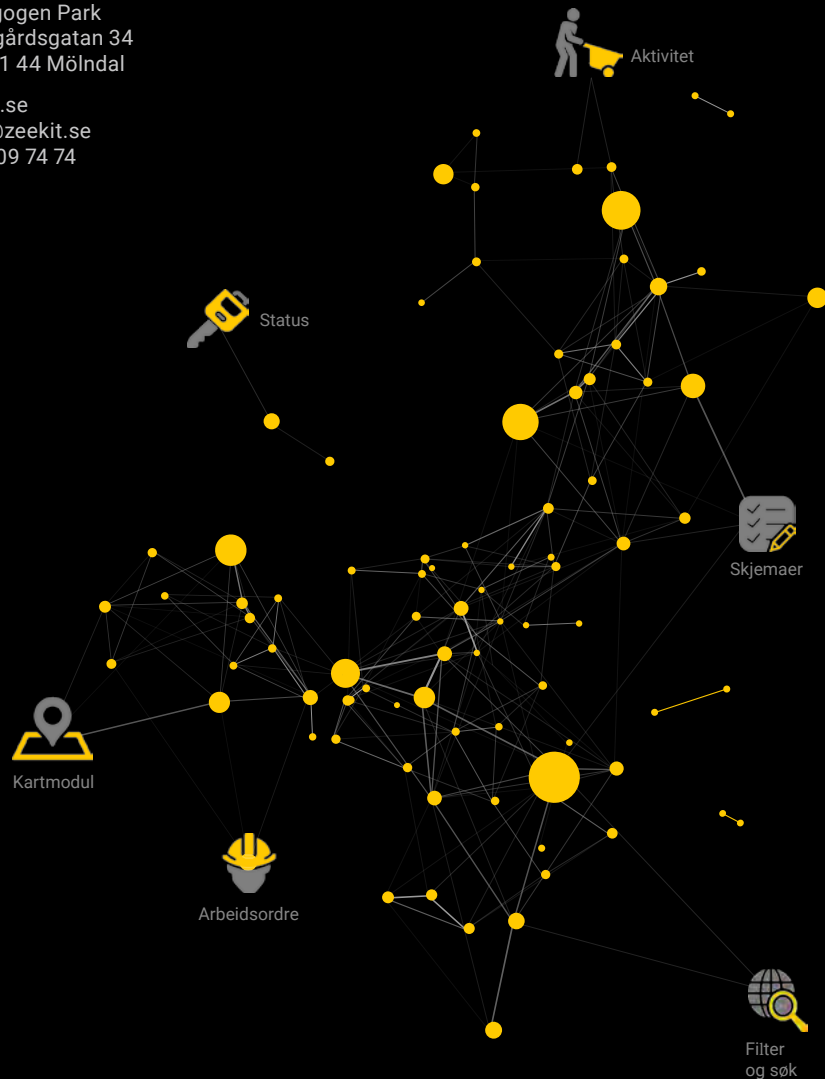 ogen Park
gårdsgatan 34
1 44 Mölndal
.se
@zeekit.se
09 74 74
Aktivitet
Status
Skjemaer
Kartmodul
Arbeidsordre
Filter
og søk